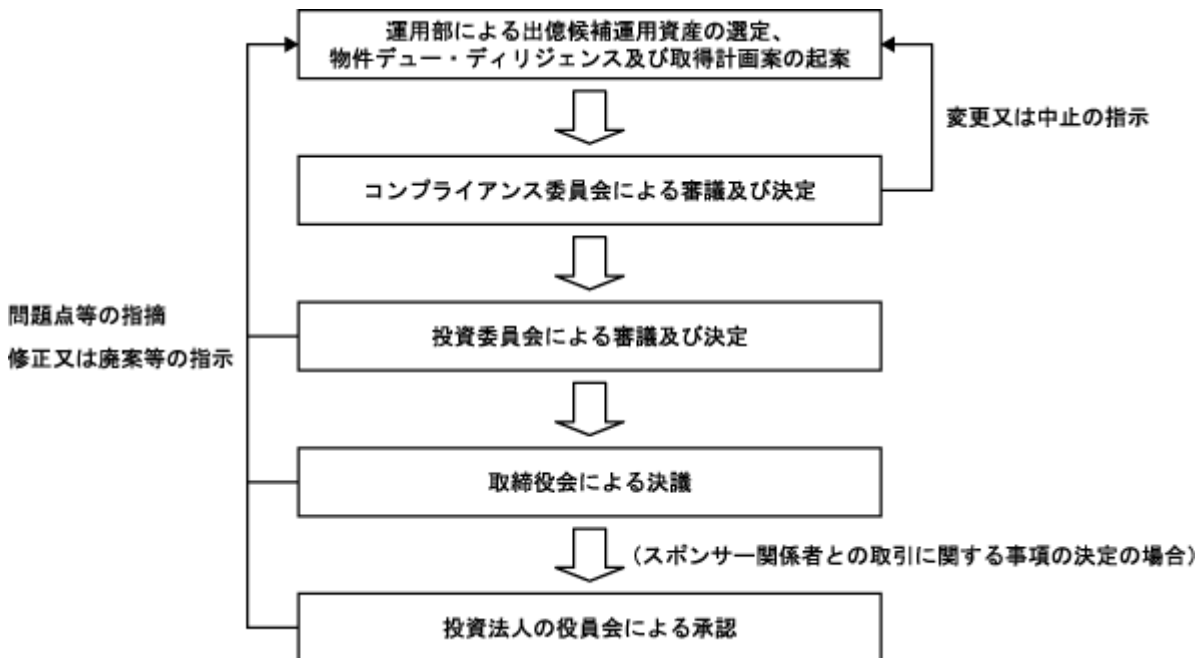 運用部による出億候補運用資産の選定、
物件デュー・ディリジェンス及び取得計画案の起案
変更又は中止の指示
コンプライアンス委員会による審議及び決定
問題点等の指摘
修正又は廃案等の指示
投資委員会による審議及び決定
取締役会による決議
（スポンサー関係者との取引に関する事項の決定の場合）
投資法人の役員会による承認